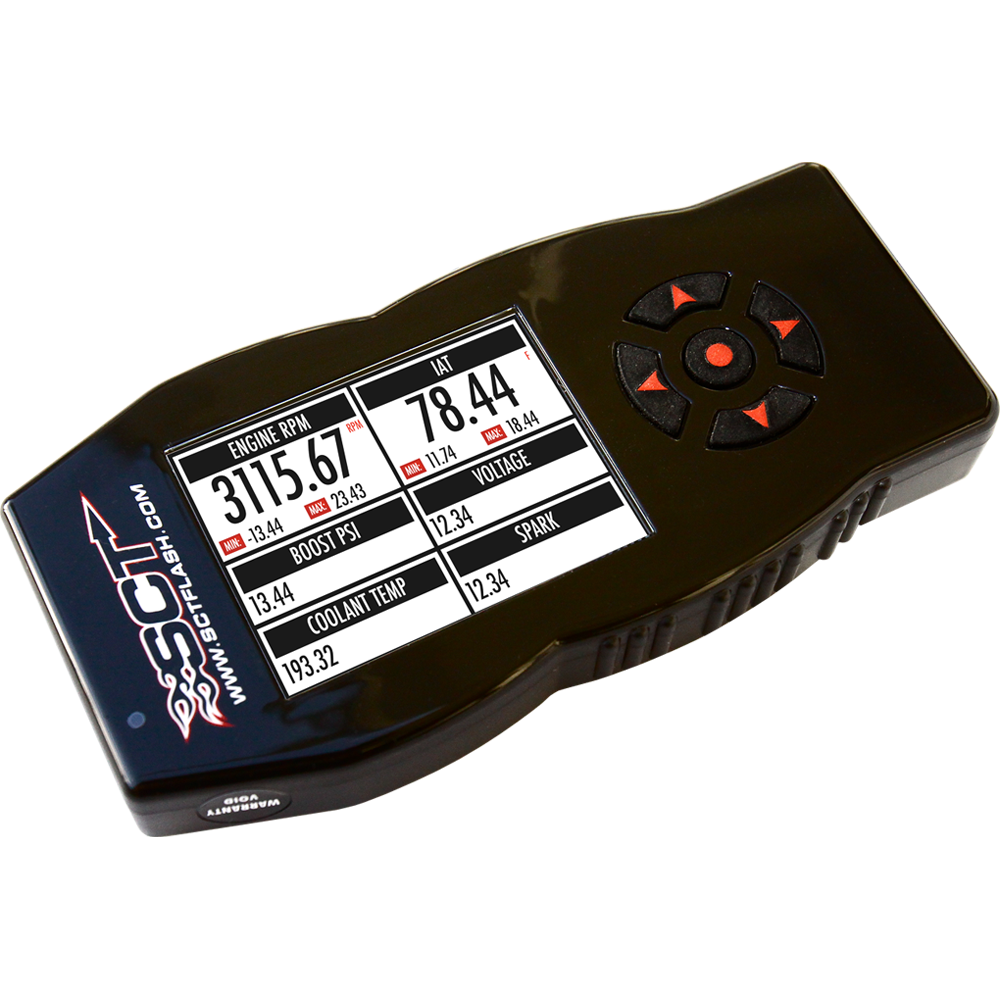 ENGINE RPM
3115.67 RPM
MIN: -13.44 MAX: 23.43
IAT
78.44 F
MIN: 11.74 MAX: 18.44
BOOST PSI
13.44
VOLTAGE
12.34
COOLANT TEMP
193.32
SPARK
12.34
SCT
WWW.SCTFLASH.COM
WARRANTY
VOID